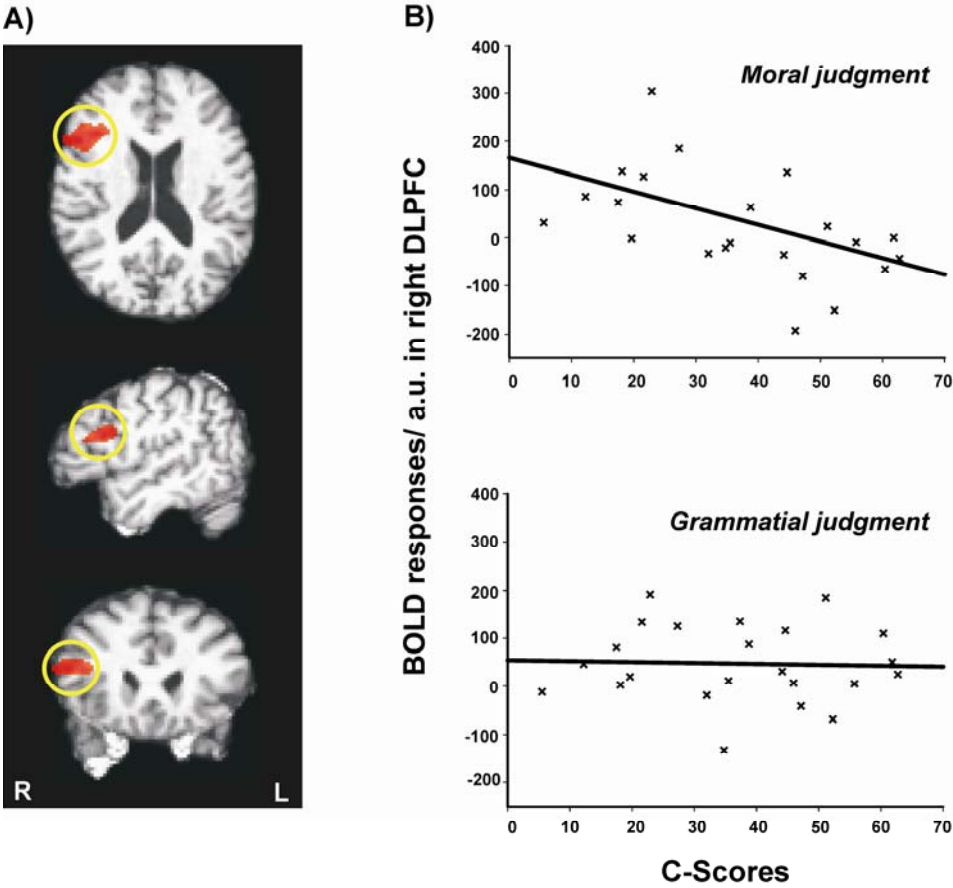 A)
R L
B)
BOLD responses/ a.u. in right DLPFC
Moral judgment
400
300
200
100
0
-100
-200
0 10 20 30 40 50 60 70
Grammatial judgment
400
300
200
100
0
-100
-200
0 10 20 30 40 50 60 70
C-Scores